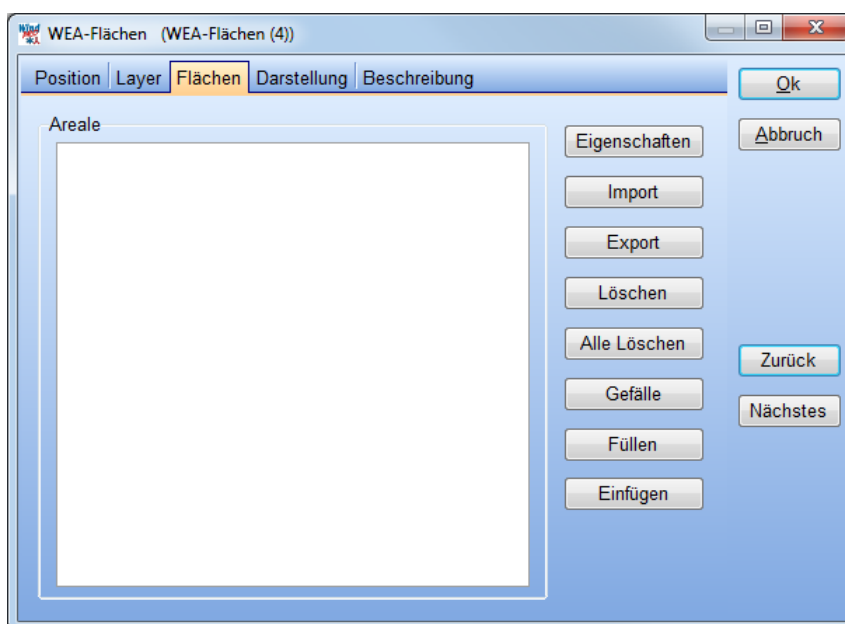 WEA-Flächen (WEA-Flächen (4))
Position Layer Flächen Darstellung Beschreibung
Areale
Eigenschaften
Import
Export
Löschen
Alle Löschen
Gefälle
Füllen
Einfügen
Ok
Abbruch
Zurück
Nächstes